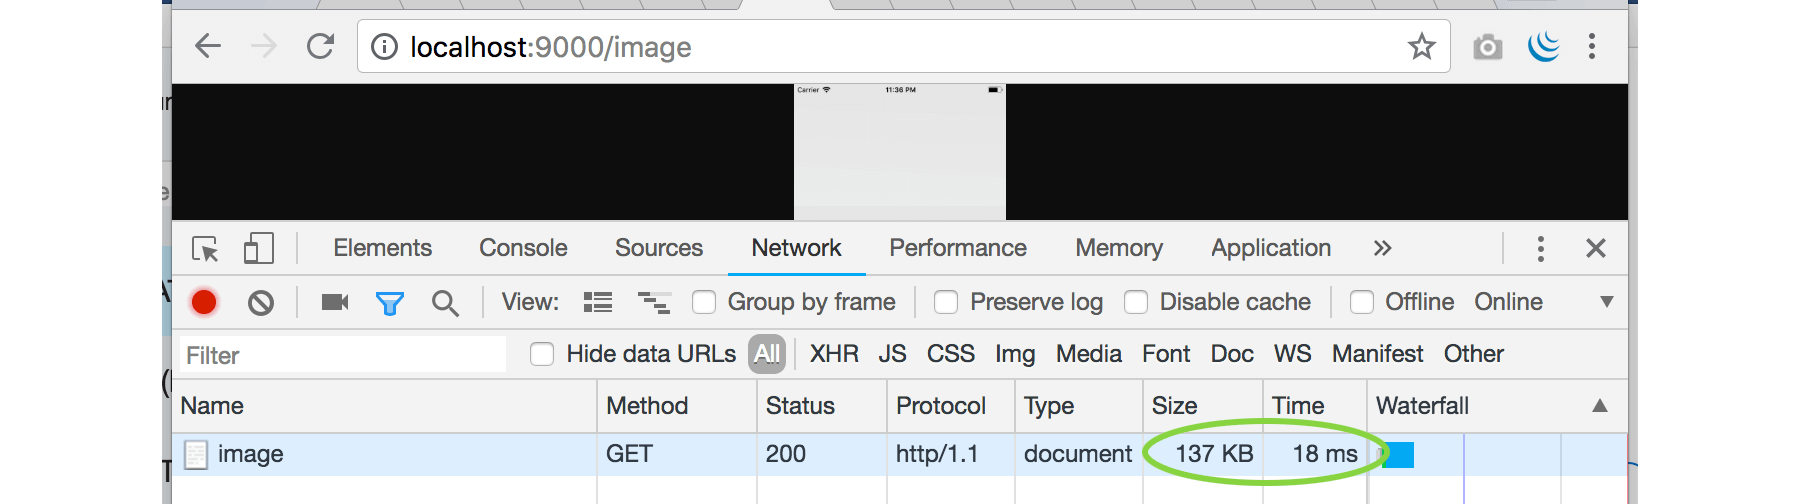 localhost:9000/image
Carrier 11:36 PM
Elements Console Sources Network Performance Memory Application »
View: Group by frame Preserve log Disable cache Offline Online
Filter Hide data URLs All XHR JS CSS Img Media Font Doc WS Manifest Other
Name Method Status Protocol Type Size Time Waterfall
image GET 200 http/1.1 document 137 KB 18 ms